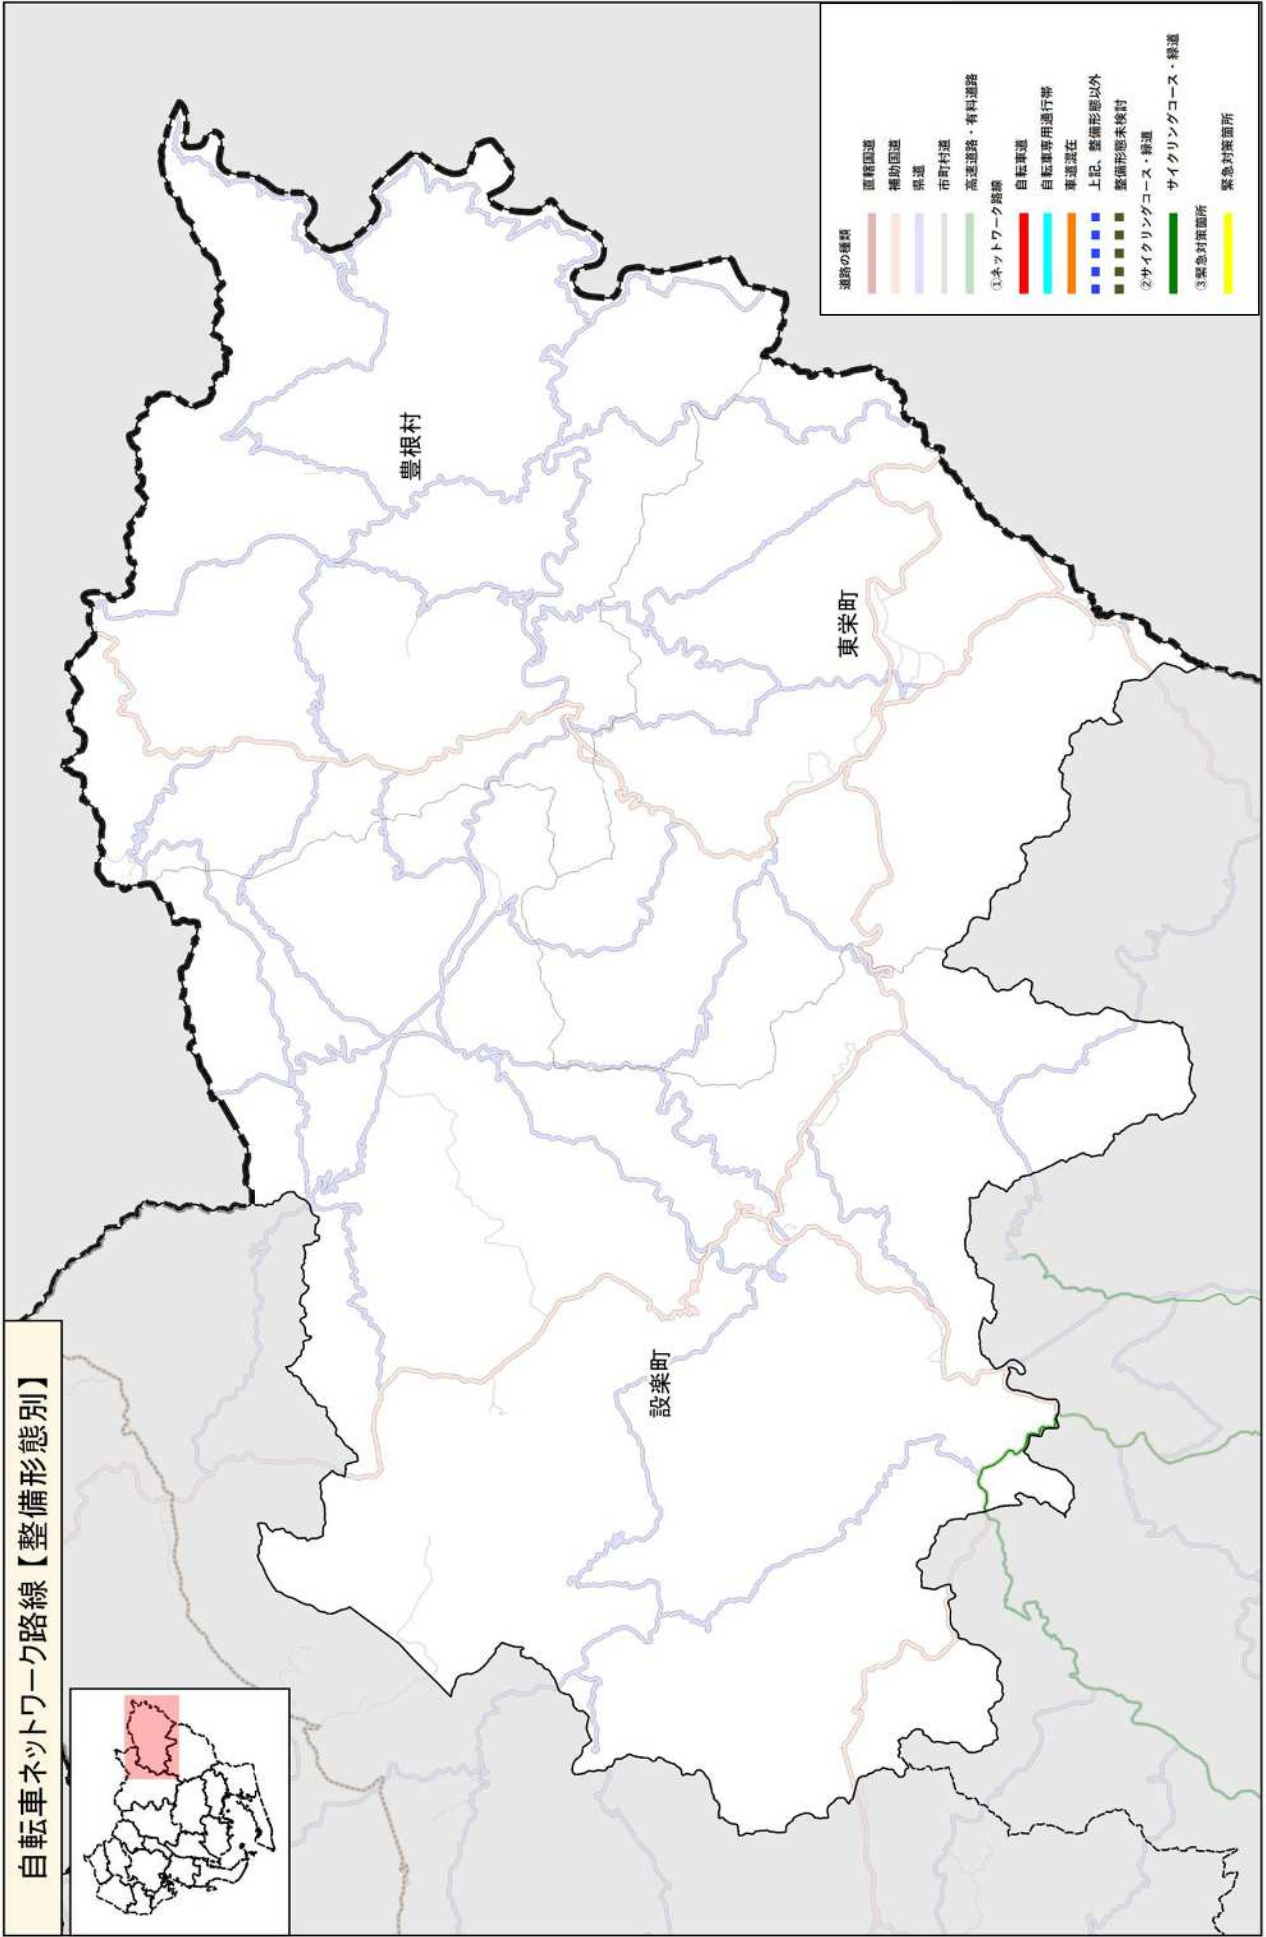 自転車ネットワーク路線【整備形態別】
豊根村
東栄町
設楽町
道路の種類
直轄国道
補助国道
県道
市町村道
高速道路・有料道路
①ネットワーク路線
自転車道
自転車専用通行帯
車道混在
上記、整備形態以外
整備形態未検討
②サイクリングコース・緑道
サイクリングコース・緑道
③緊急対策箇所
緊急対策箇所